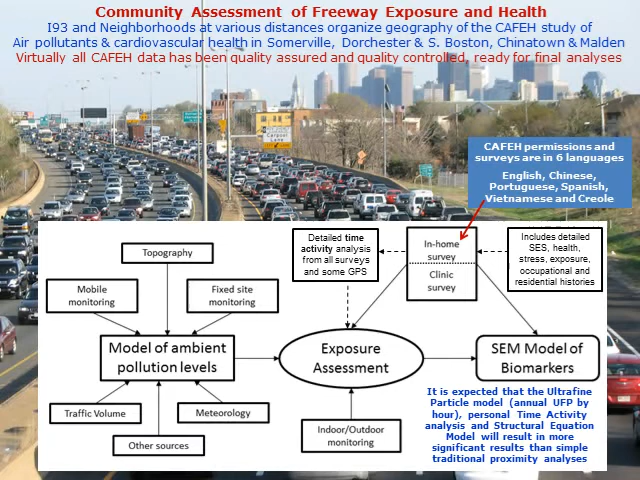 Community Assessment of Freeway Exposure and Health
I93 and Neighborhoods at various distances organize geography of the CAFEH study of
Air pollutants & cardiovascular health in Somerville, Dorchester & S. Boston, Chinatown & Malden
Virtually all CAFEH data has been quality assured and quality controlled, ready for final analyses
CAFEH permissions and
surveys are in 6 languages
English, Chinese,
Portuguese, Spanish,
Vietnamese and Creole
Detailed time
activity analysis
from all surveys
and some GPS
In-home
survey
Clinic
survey
Includes detailed
SES, health,
stress, exposure,
occupational and
residential histories
Topography
Mobile
monitoring
Fixed site
monitoring
Model of ambient
pollution levels
Exposure
Assessment
SEM Model of
Biomarkers
Traffic Volume
Meteorology
Other sources
Indoor/Outdoor
monitoring
It is expected that the Ultrafine
Particle model (annual UFP by
hour), personal Time Activity
analysis and Structural Equation
Model will result in more
significant results than simple
traditional proximity analyses